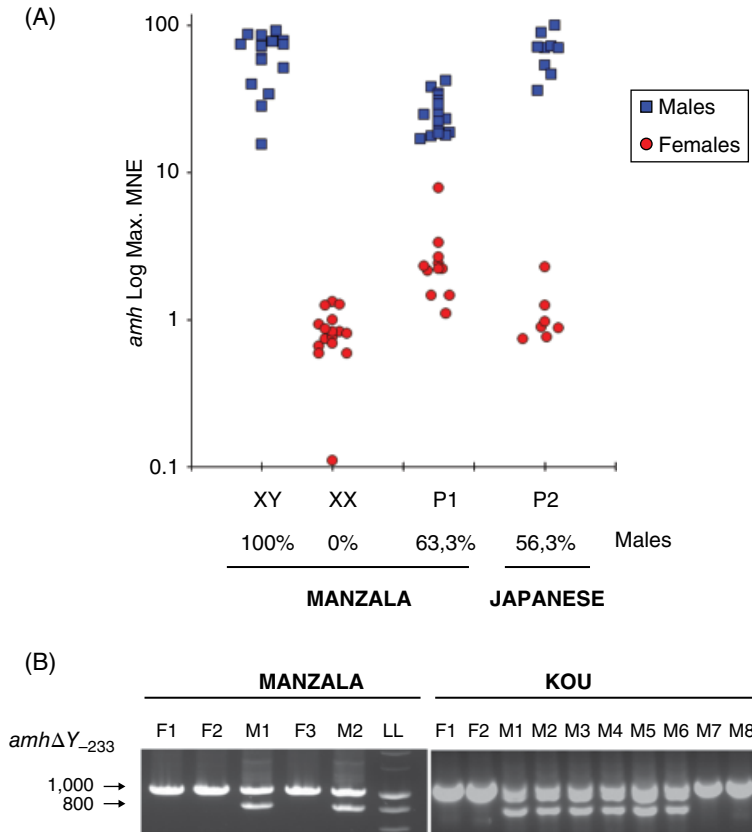 (A)
100
10
1
0.1
amh Log Max. MNE
Males
Females
XY XX P1 P2
100% 0% 63,3% 56,3% Males
MANZALA JAPANESE
(B)
MANZALA KOU
F1 F2 M1 F3 M2 LL F1 F2 M1 M2 M3 M4 M5 M6 M7 M8
amhΔY–233
1,000 →
800 →